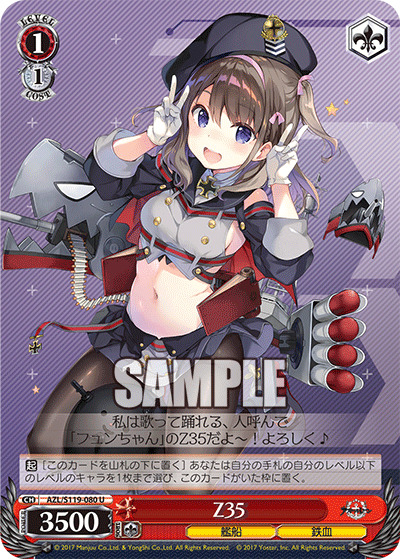 LEVEL
1
1
COST
SAMPLE
私は歌って踊れる、人呼んで
「フュンちゃん」のZ35だよ～！よろしく♪
起［このカードを山札の下に置く］あなたは自分の手札の自分のレベル以下
のレベルのキャラを1枚まで選び、このカードがいた枠に置く。
CH AZL/S119-080 U
3500
Z35
艦船 鉄血
© 2017 Manjuu Co.,Ltd. & YongShi Co.,Ltd. All Rights Reserved. © 2017 Yostar, Inc. All Rights Reserved.